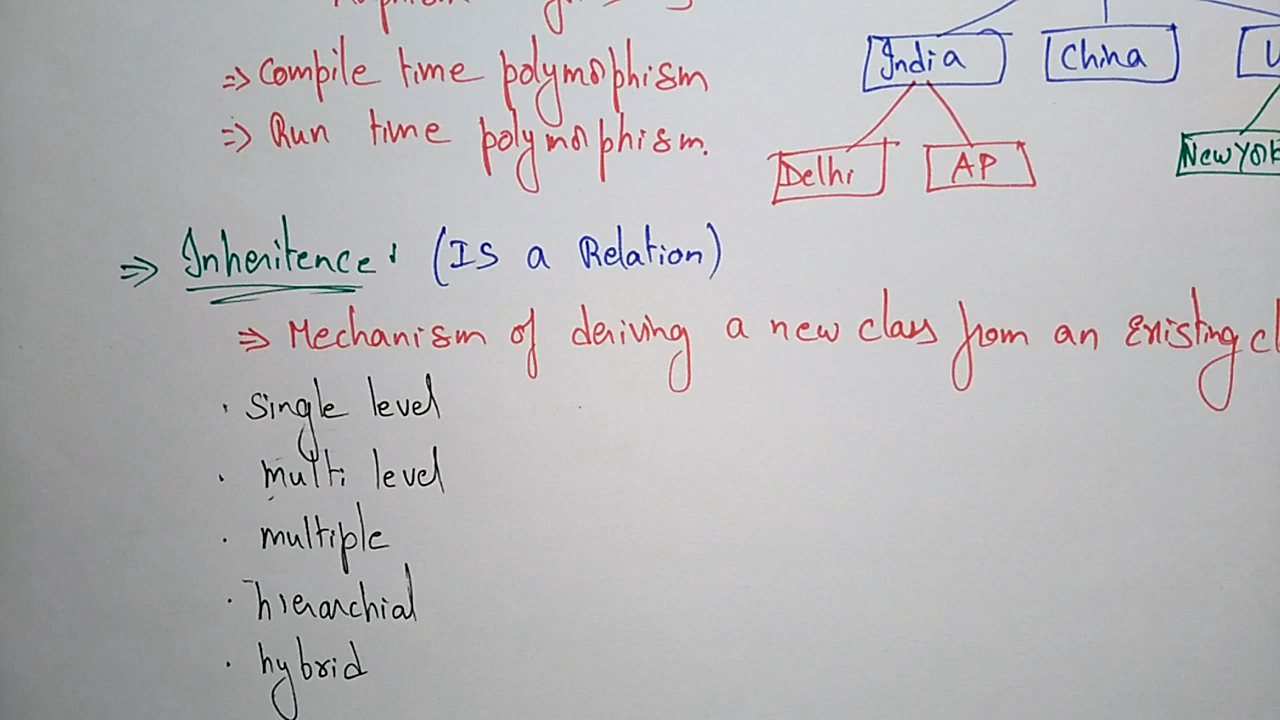 ⇒ Compile time polymorphism
⇒ Run time polymorphism.
India China
Delhi AP
⇒ Inheritence: (IS a Relation)
⇒ Mechanism of deriving a new class from an Existing
· Single level
· multi level
· multiple
· hierarchial
· hybrid